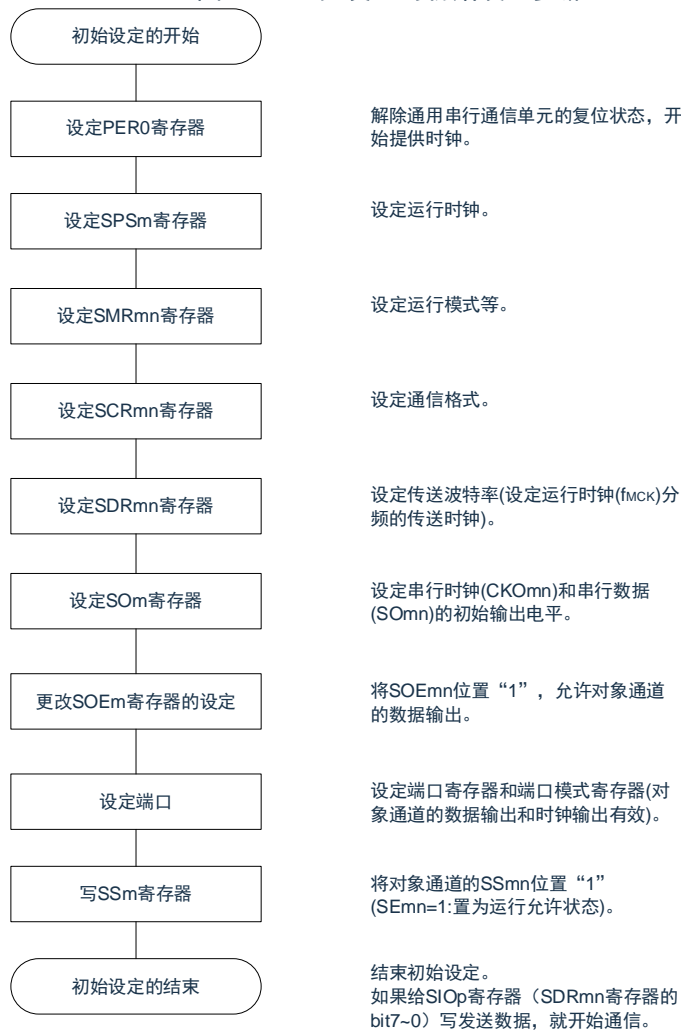 初始设定的开始
设定PER0寄存器
解除通用串行通信单元的复位状态，开
始提供时钟。
设定SPSm寄存器
设定运行时钟。
设定SMRmn寄存器
设定运行模式等。
设定SCRmn寄存器
设定通信格式。
设定SDRmn寄存器
设定传送波特率(设定运行时钟(fMCK)分
频的传送时钟)。
设定SOm寄存器
设定串行时钟(CKOmn)和串行数据
(SOmn)的初始输出电平。
更改SOEm寄存器的设定
将SOEmn位置“1”，允许对象通道
的数据输出。
设定端口
设定端口寄存器和端口模式寄存器(对
象通道的数据输出和时钟输出有效)。
写SSm寄存器
将对象通道的SSmn位置“1”
(SEmn=1:置为运行允许状态)。
初始设定的结束
结束初始设定。
如果给SIOp寄存器（SDRmn寄存器的
bit7~0）写发送数据，就开始通信。